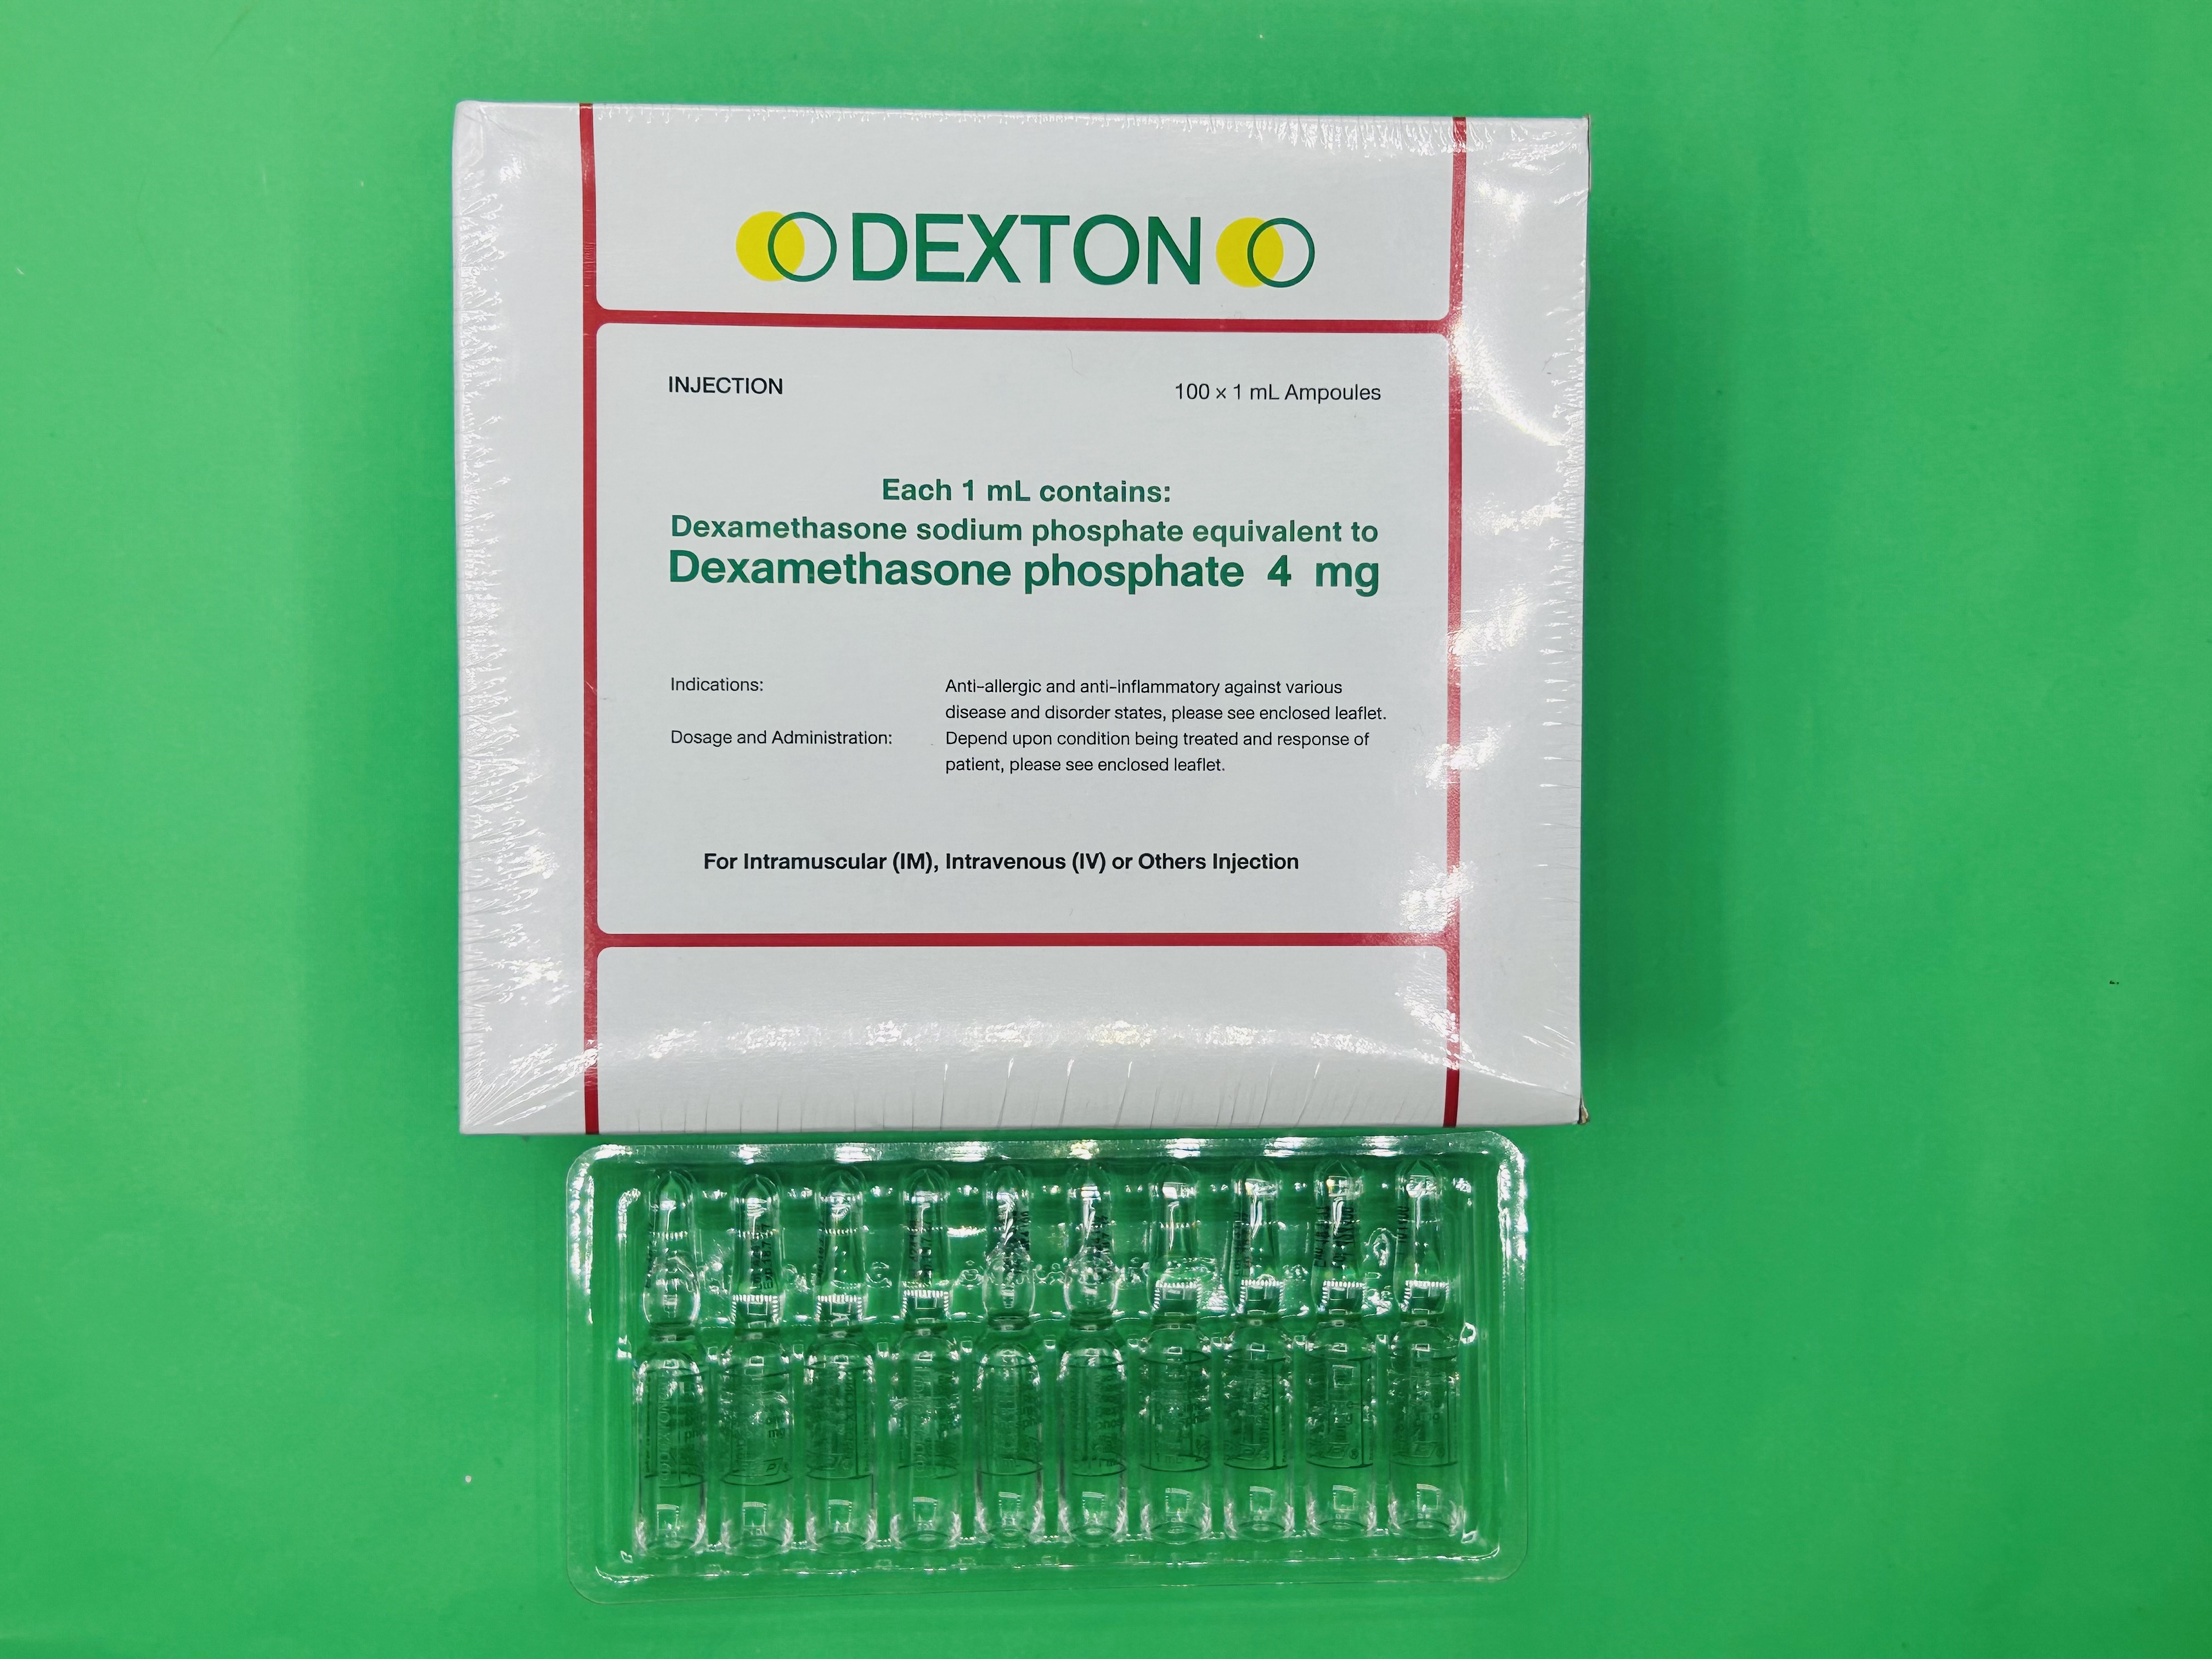 DEXTON
INJECTION
100 × 1 mL Ampoules
Each 1 mL contains:
Dexamethasone sodium phosphate equivalent to
Dexamethasone phosphate 4 mg
Indications:
Anti-allergic and anti-inflammatory against various
disease and disorder states, please see enclosed leaflet.
Dosage and Administration:
Depend upon condition being treated and response of
patient, please see enclosed leaflet.
For Intramuscular (IM), Intravenous (IV) or Others Injection